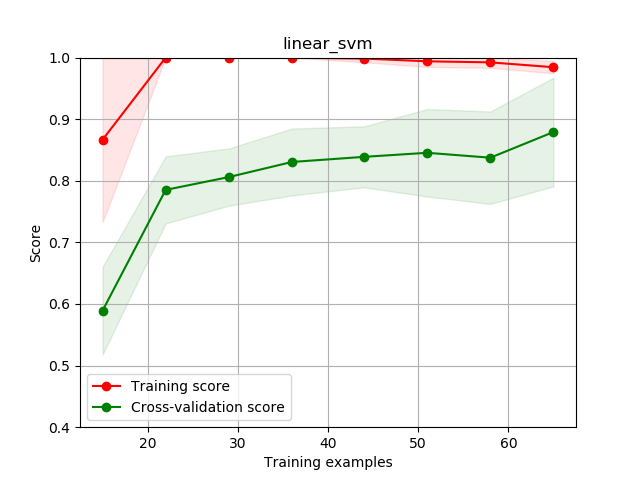 linear_svm
1.0
0.9
0.8
0.7
0.6
0.5
0.4
Score
Training score
Cross-validation score
20 30 40 50 60
Training examples